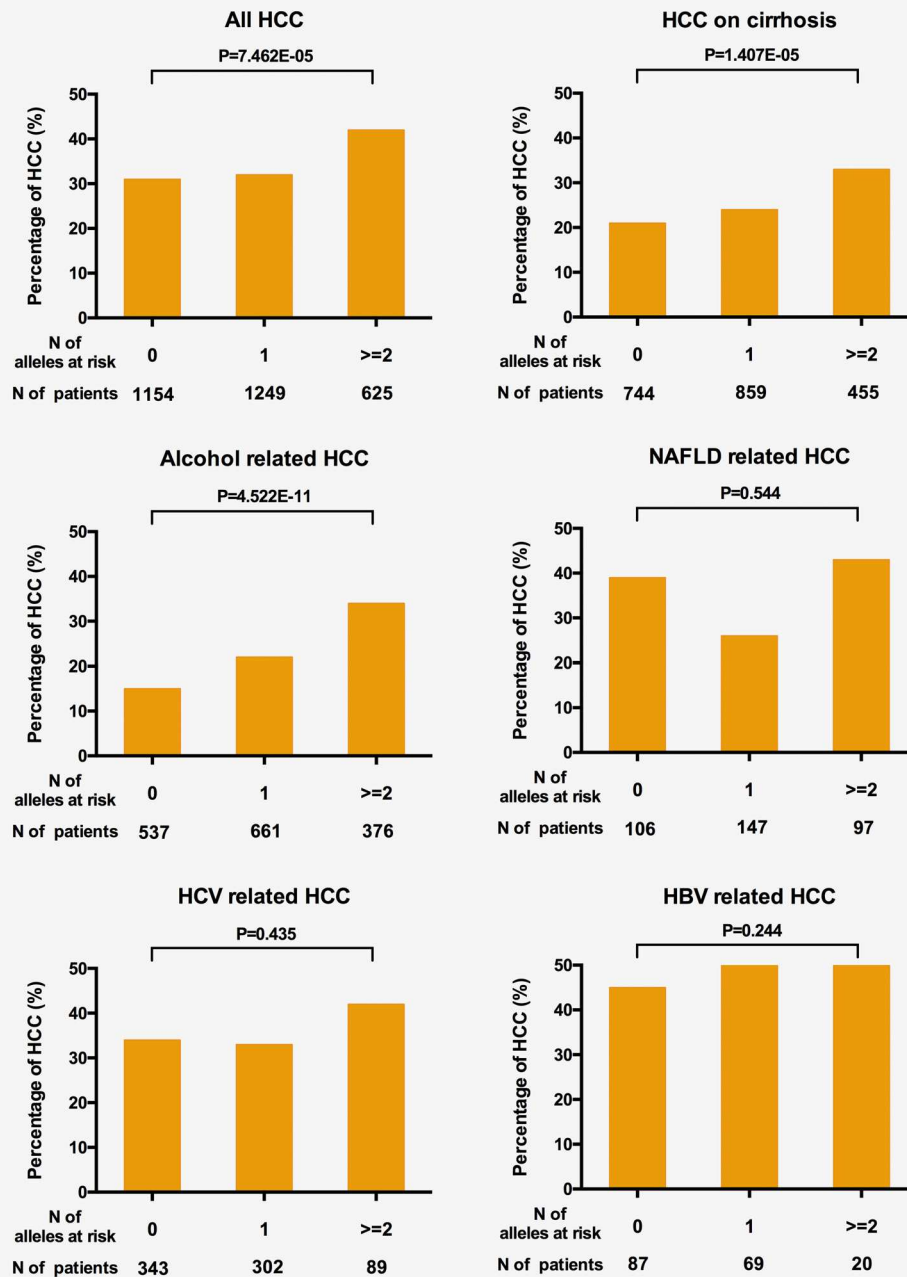 All HCC
P=7.462E-05
Percentage of HCC (%)
50
40
30
20
10
0
N of
alleles at risk
0 1 >=2
N of patients 1154 1249 625
HCC on cirrhosis
P=1.407E-05
Percentage of HCC (%)
50
40
30
20
10
0
N of
alleles at risk
0 1 >=2
N of patients 744 859 455
Alcohol related HCC
P=4.522E-11
Percentage of HCC (%)
50
40
30
20
10
0
N of
alleles at risk
0 1 >=2
N of patients 537 661 376
NAFLD related HCC
P=0.544
Percentage of HCC (%)
50
40
30
20
10
0
N of
alleles at risk
0 1 >=2
N of patients 106 147 97
HCV related HCC
P=0.435
Percentage of HCC (%)
50
40
30
20
10
0
N of
alleles at risk
0 1 >=2
N of patients 343 302 89
HBV related HCC
P=0.244
Percentage of HCC (%)
50
40
30
20
10
0
N of
alleles at risk
0 1 >=2
N of patients 87 69 20